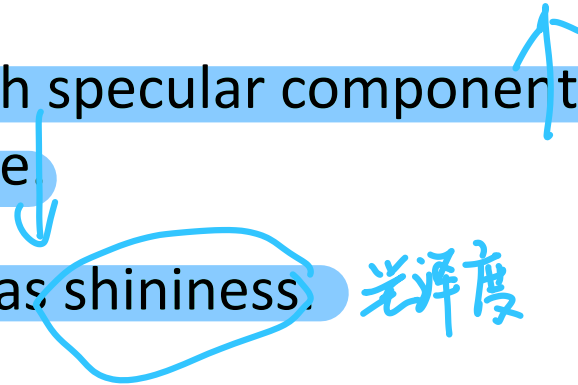 h specular component
e.
as shininess. 光泽度